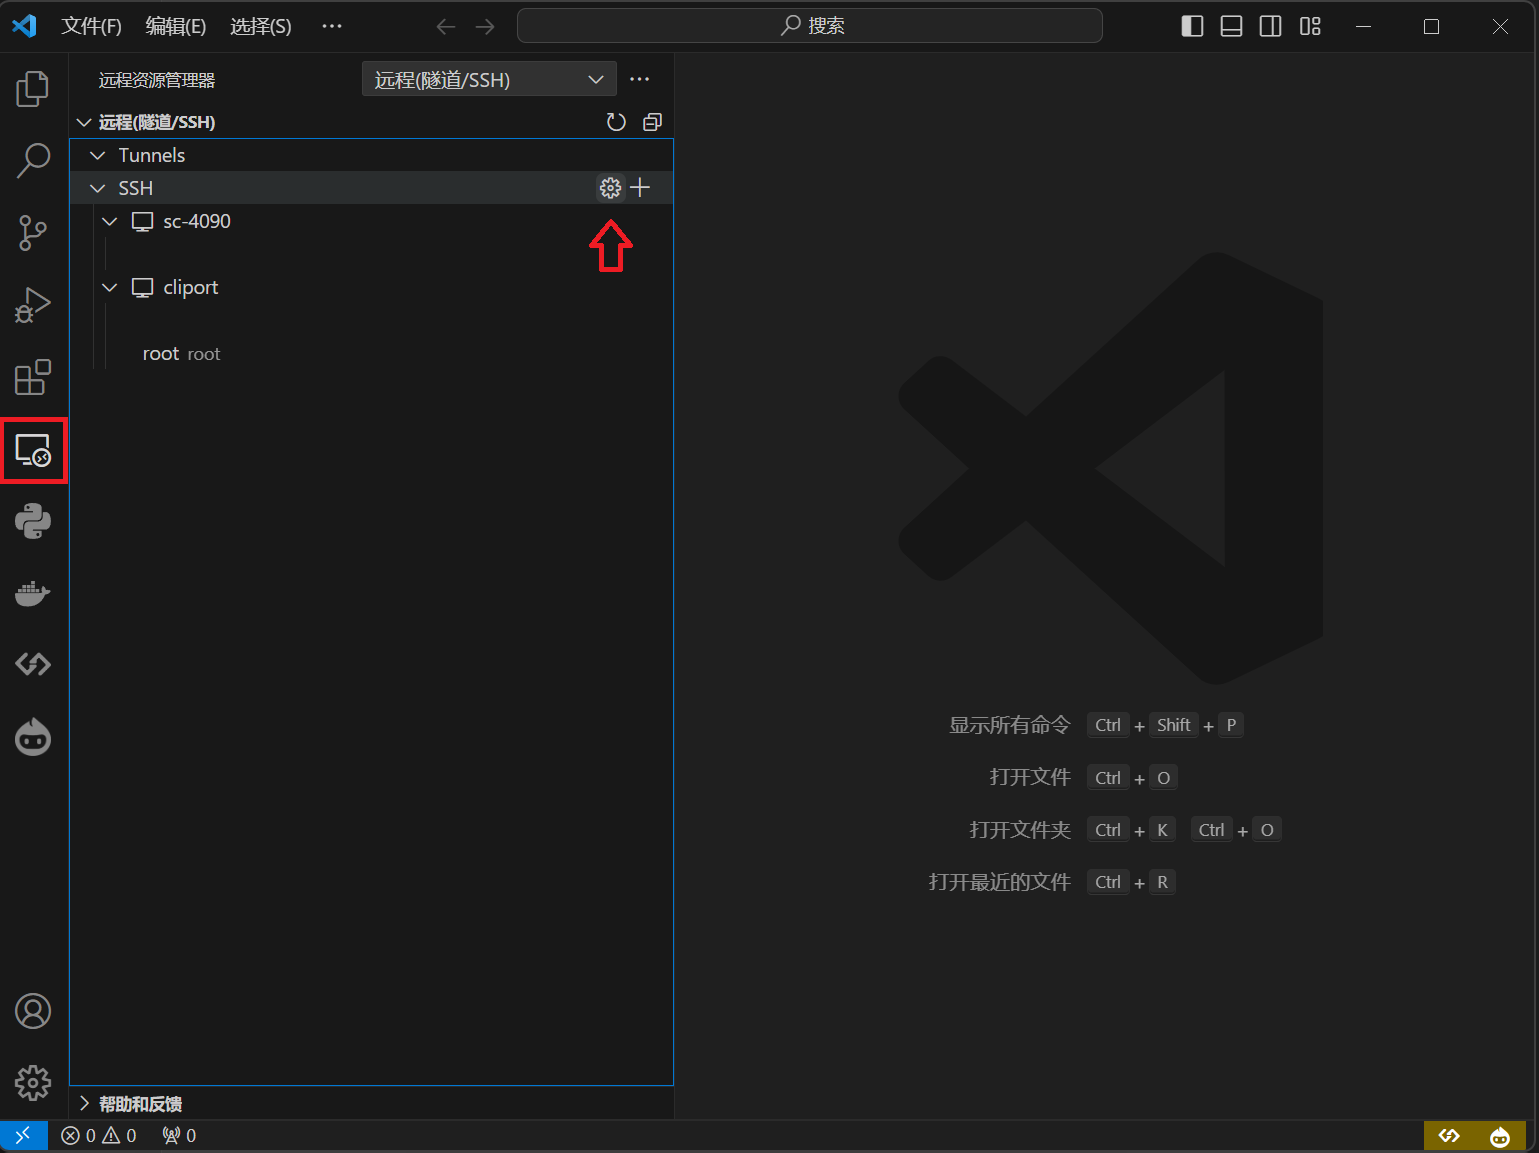 文件(F) 编辑(E) 选择(S) ··· 搜索
远程资源管理器 远程(隧道/SSH) ···
远程(隧道/SSH)
Tunnels
SSH
sc-4090
cliport
root root
显示所有命令 Ctrl + Shift + P
打开文件 Ctrl + O
打开文件夹 Ctrl + K Ctrl + O
打开最近的文件 Ctrl + R
帮助和反馈
0 0 0